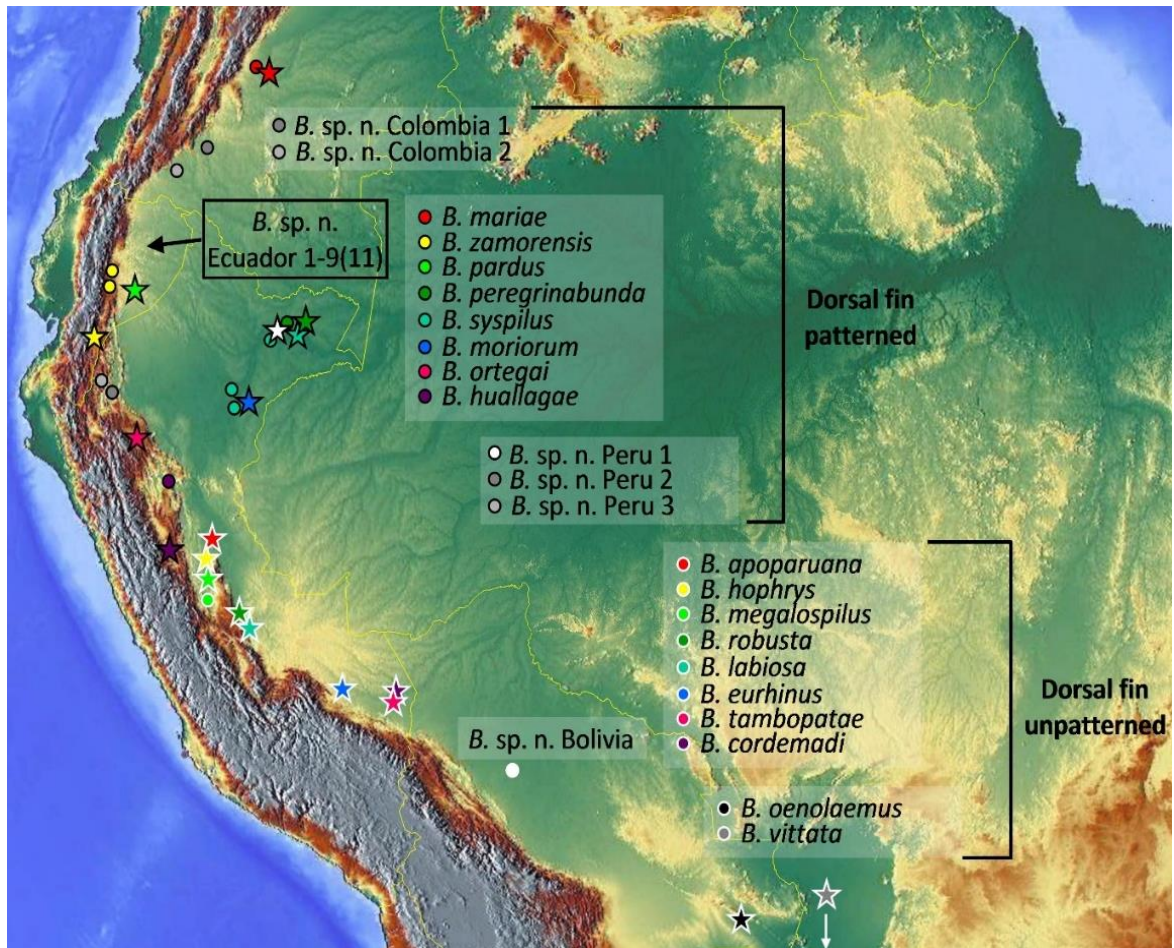 B. sp. n. Colombia 1
B. sp. n. Colombia 2
B. sp. n.
Ecuador 1-9(11)
B. mariae
B. zamorensis
B. pardus
B. peregrinabunda
B. syspilus
B. moriorum
B. ortegai
B. huallagae
Dorsal fin
patterned
B. sp. n. Peru 1
B. sp. n. Peru 2
B. sp. n. Peru 3
B. apoparuana
B. hophrys
B. megalospilus
B. robusta
B. labiosa
B. eurhinus
B. tambopatae
B. cordemadi
Dorsal fin
unpatterned
B. sp. n. Bolivia
B. oenolaemus
B. vittata